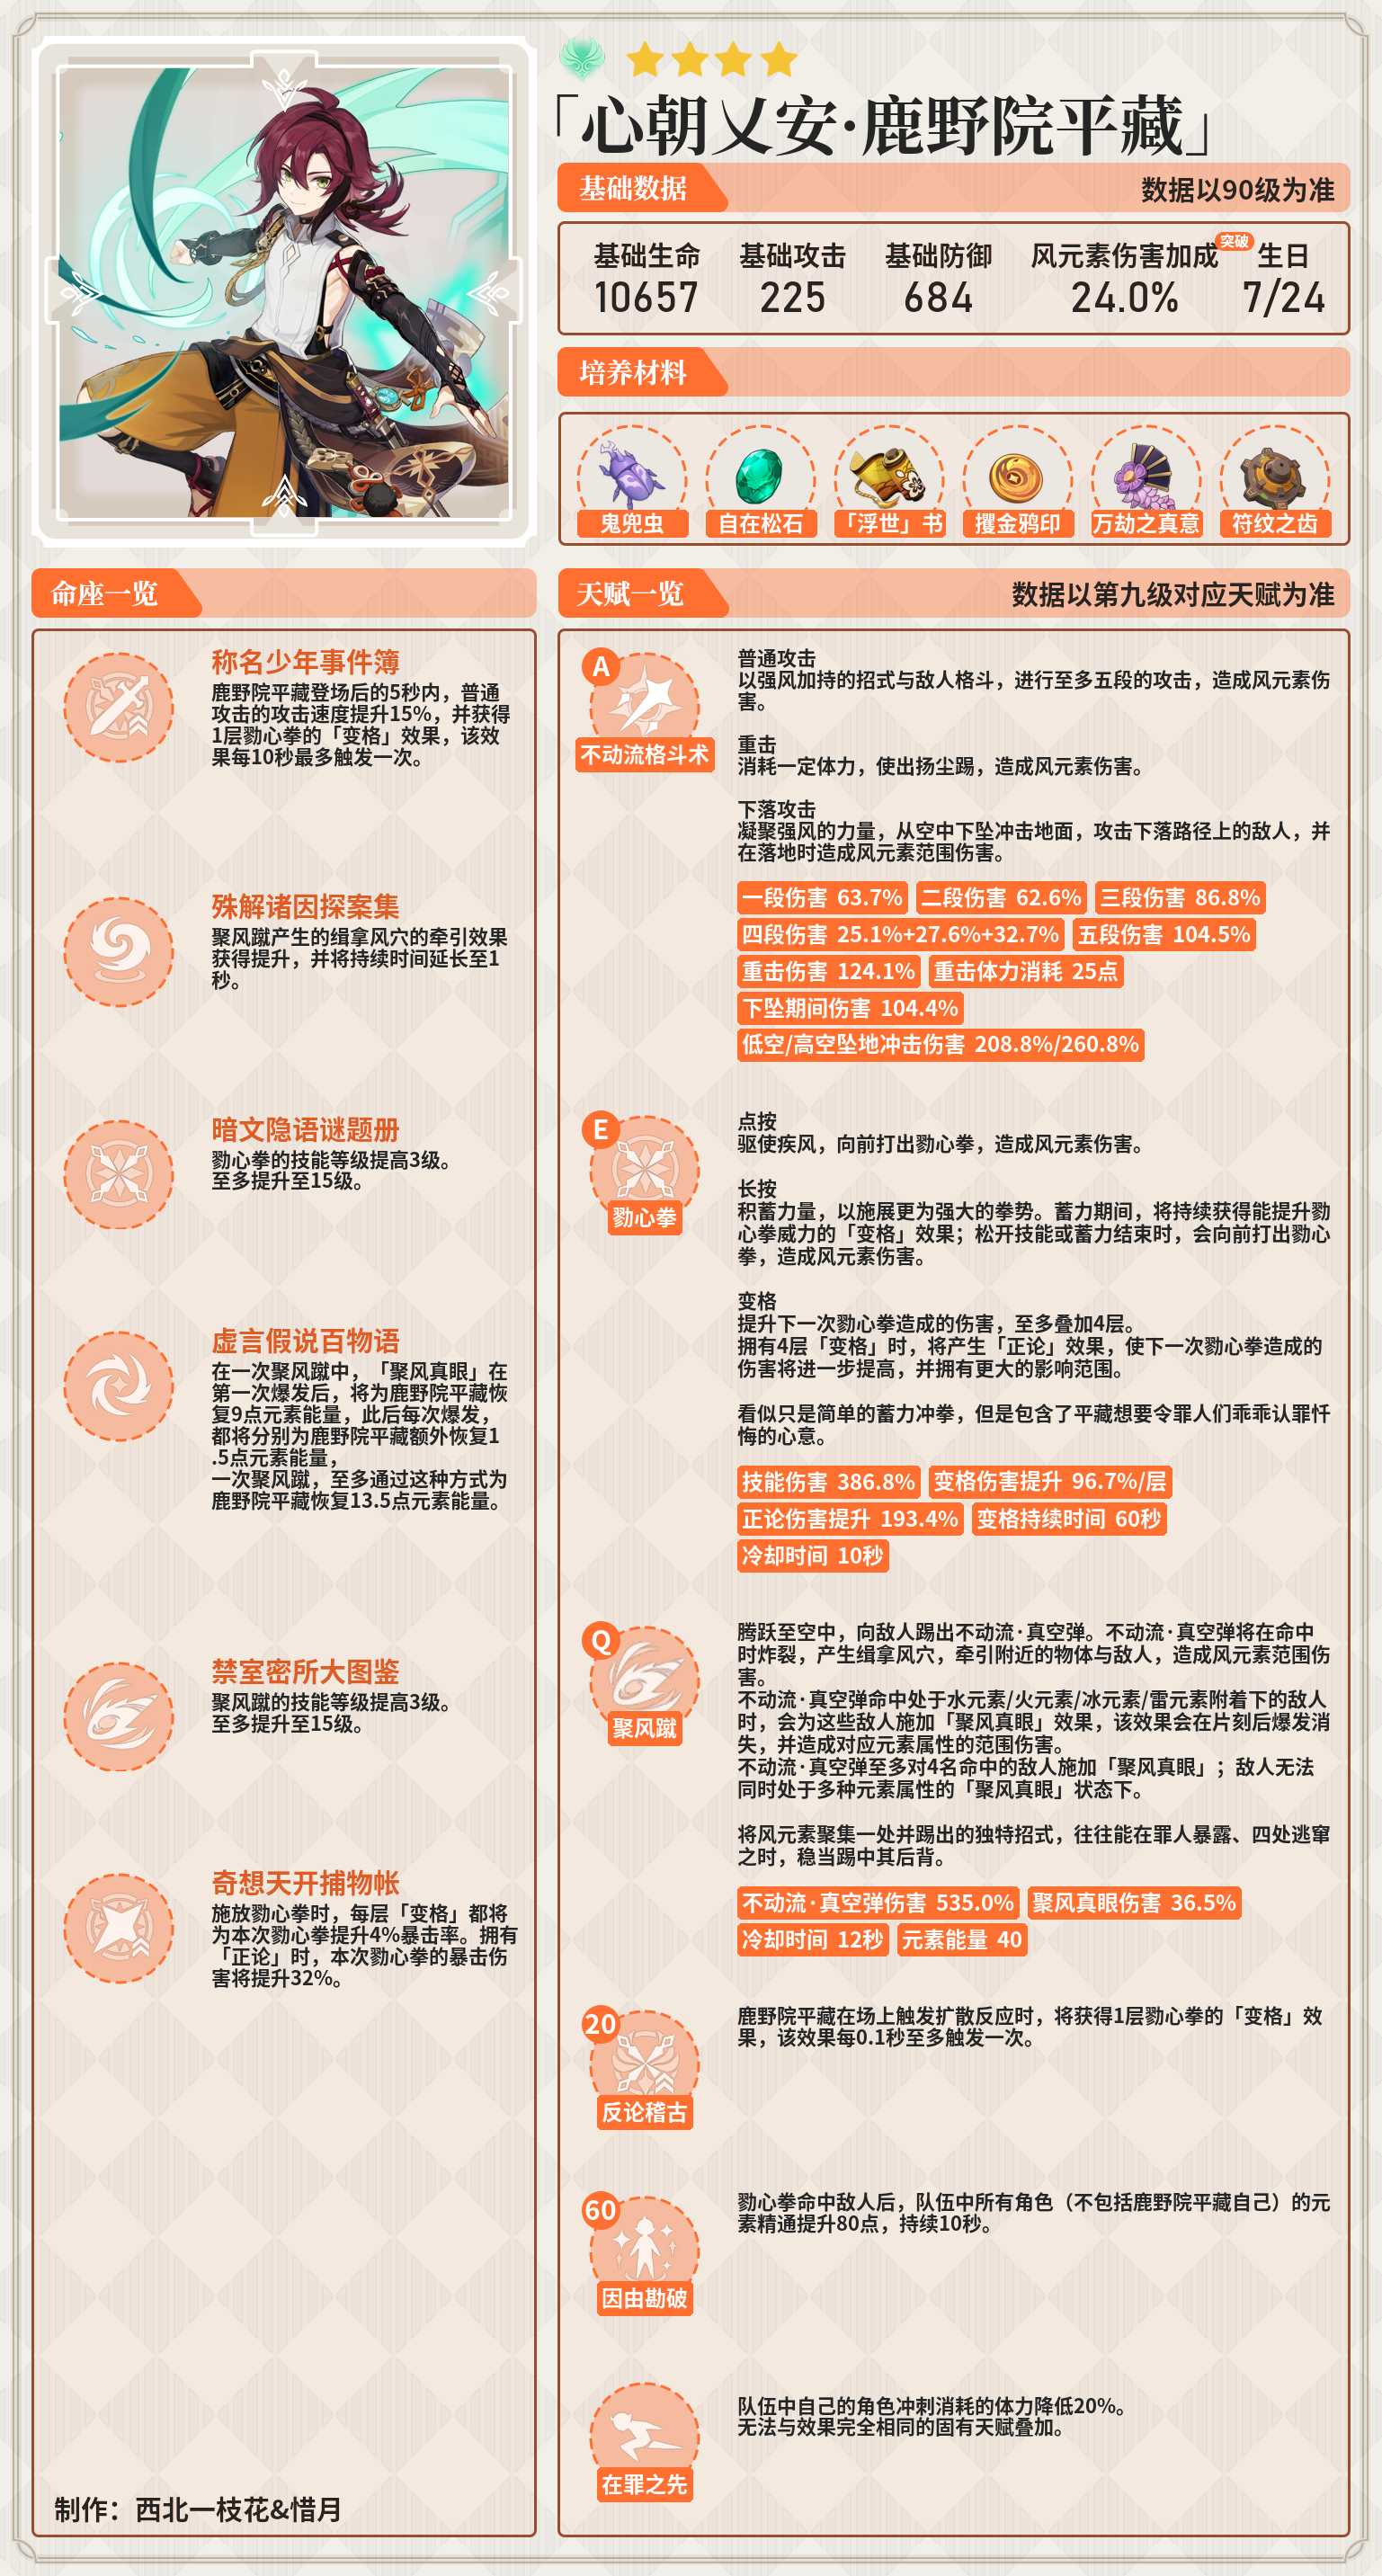 「心朝乂安·鹿野院平藏」
基础数据
数据以90级为准
基础生命 基础攻击 基础防御 风元素伤害加成 突破 生日
10657 225 684 24.0% 7/24
培养材料
鬼兜虫 自在松石 「浮世」书 攫金鸦印 万劫之真意 符纹之齿
命座一览
称名少年事件簿
鹿野院平藏登场后的5秒内，普通
攻击的攻击速度提升15%，并获得
1层勠心拳的「变格」效果，该效
果每10秒最多触发一次。
殊解诸因探案集
聚风蹴产生的缉拿风穴的牵引效果
获得提升，并将持续时间延长至1
秒。
暗文隐语谜题册
勠心拳的技能等级提高3级。
至多提升至15级。
虚言假说百物语
在一次聚风蹴中，「聚风真眼」在
第一次爆发后，将为鹿野院平藏恢
复9点元素能量，此后每次爆发，
都将分别为鹿野院平藏额外恢复1
.5点元素能量，
一次聚风蹴，至多通过这种方式为
鹿野院平藏恢复13.5点元素能量。
禁室密所大图鉴
聚风蹴的技能等级提高3级。
至多提升至15级。
奇想天开捕物帐
施放勠心拳时，每层「变格」都将
为本次勠心拳提升4%暴击率。拥有
「正论」时，本次勠心拳的暴击伤
害将提升32%。
制作：西北一枝花&惜月
天赋一览
数据以第九级对应天赋为准
A
不动流格斗术
普通攻击
以强风加持的招式与敌人格斗，进行至多五段的攻击，造成风元素伤
害。
重击
消耗一定体力，使出扬尘踢，造成风元素伤害。
下落攻击
凝聚强风的力量，从空中下坠冲击地面，攻击下落路径上的敌人，并
在落地时造成风元素范围伤害。
一段伤害 63.7% 二段伤害 62.6% 三段伤害 86.8%
四段伤害 25.1%+27.6%+32.7% 五段伤害 104.5%
重击伤害 124.1% 重击体力消耗 25点
下坠期间伤害 104.4%
低空/高空坠地冲击伤害 208.8%/260.8%
E
勠心拳
点按
驱使疾风，向前打出勠心拳，造成风元素伤害。
长按
积蓄力量，以施展更为强大的拳势。蓄力期间，将持续获得能提升勠
心拳威力的「变格」效果；松开技能或蓄力结束时，会向前打出勠心
拳，造成风元素伤害。
变格
提升下一次勠心拳造成的伤害，至多叠加4层。
拥有4层「变格」时，将产生「正论」效果，使下一次勠心拳造成的
伤害将进一步提高，并拥有更大的影响范围。
看似只是简单的蓄力冲拳，但是包含了平藏想要令罪人们乖乖认罪忏
悔的心意。
技能伤害 386.8% 变格伤害提升 96.7%/层
正论伤害提升 193.4% 变格持续时间 60秒
冷却时间 10秒
Q
聚风蹴
腾跃至空中，向敌人踢出不动流·真空弹。不动流·真空弹将在命中
时炸裂，产生缉拿风穴，牵引附近的物体与敌人，造成风元素范围伤
害。
不动流·真空弹命中处于水元素/火元素/冰元素/雷元素附着下的敌人
时，会为这些敌人施加「聚风真眼」效果，该效果会在片刻后爆发消
失，并造成对应元素属性的范围伤害。
不动流·真空弹至多对4名命中的敌人施加「聚风真眼」；敌人无法
同时处于多种元素属性的「聚风真眼」状态下。
将风元素聚集一处并踢出的独特招式，往往能在罪人暴露、四处逃窜
之时，稳当踢中其后背。
不动流·真空弹伤害 535.0% 聚风真眼伤害 36.5%
冷却时间 12秒 元素能量 40
20
反论稽古
鹿野院平藏在场上触发扩散反应时，将获得1层勠心拳的「变格」效
果，该效果每0.1秒至多触发一次。
60
因由勘破
勠心拳命中敌人后，队伍中所有角色（不包括鹿野院平藏自己）的元
素精通提升80点，持续10秒。
在罪之先
队伍中自己的角色冲刺消耗的体力降低20%。
无法与效果完全相同的固有天赋叠加。